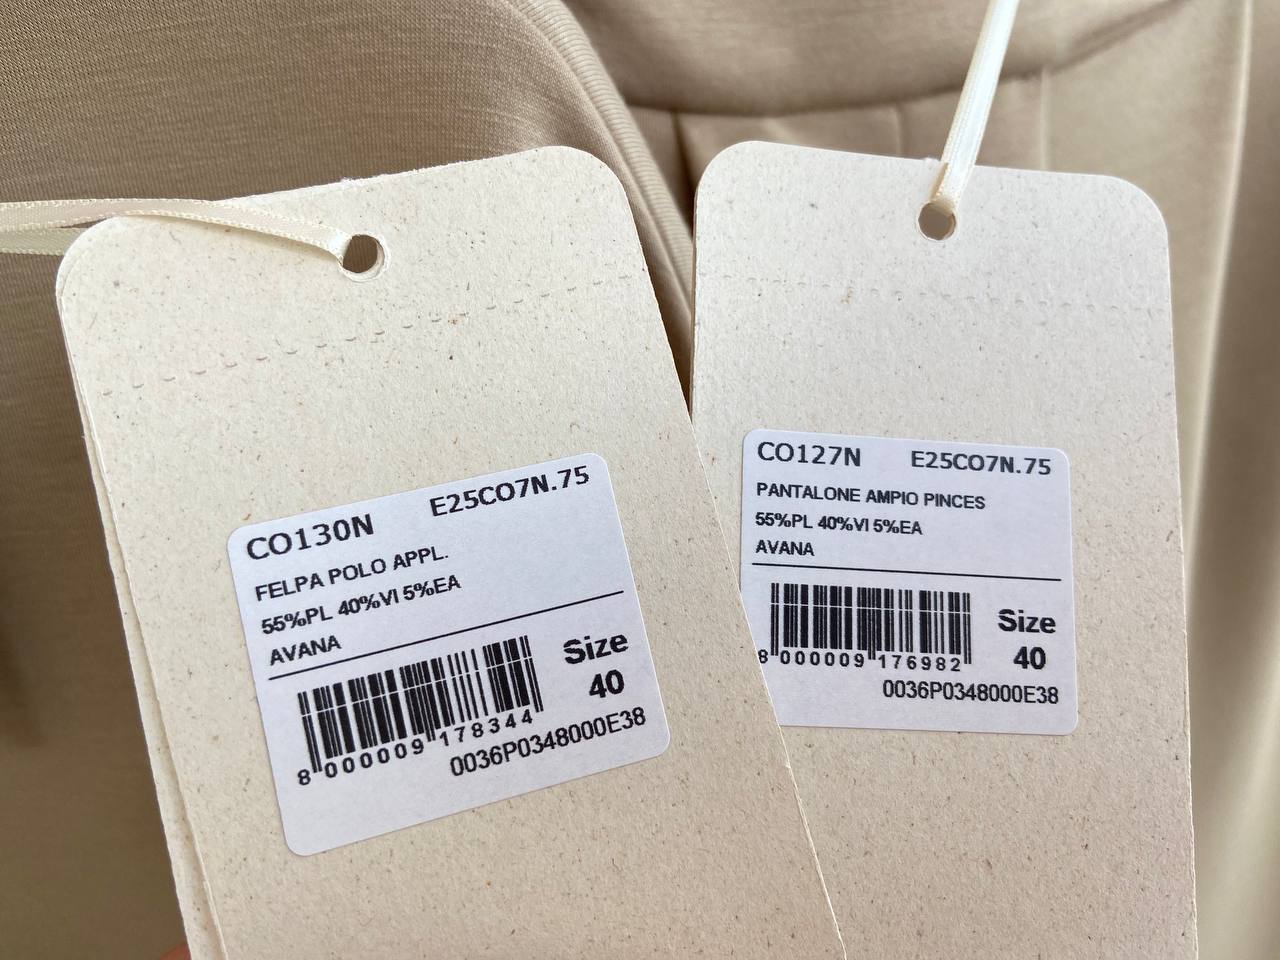 CO130N E25CO7N.75
FELPA POLO APPL.
55%PL 40%VI 5%EA
AVANA
Size
40
8 000009 178344
0036P0348000E38
CO127N E25CO7N.75
PANTALONE AMPIO PINCES
55%PL 40%VI 5%EA
AVANA
Size
40
8 000009 176982
0036P0348000E38